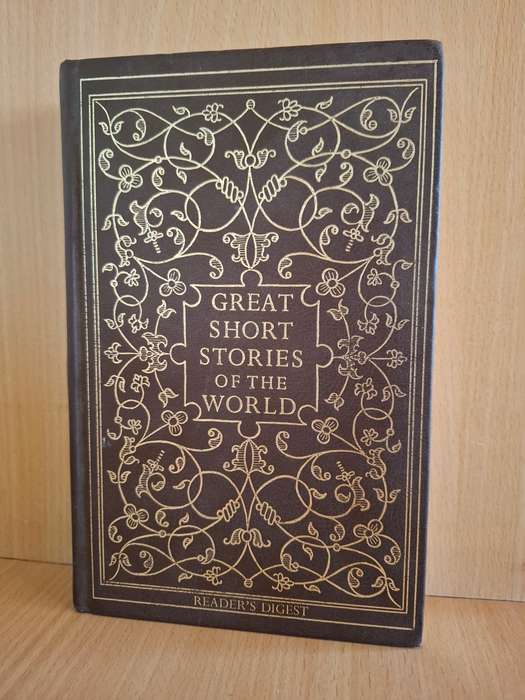 GREAT
SHORT
STORIES
OF THE
WORLD
READER'S DIGEST